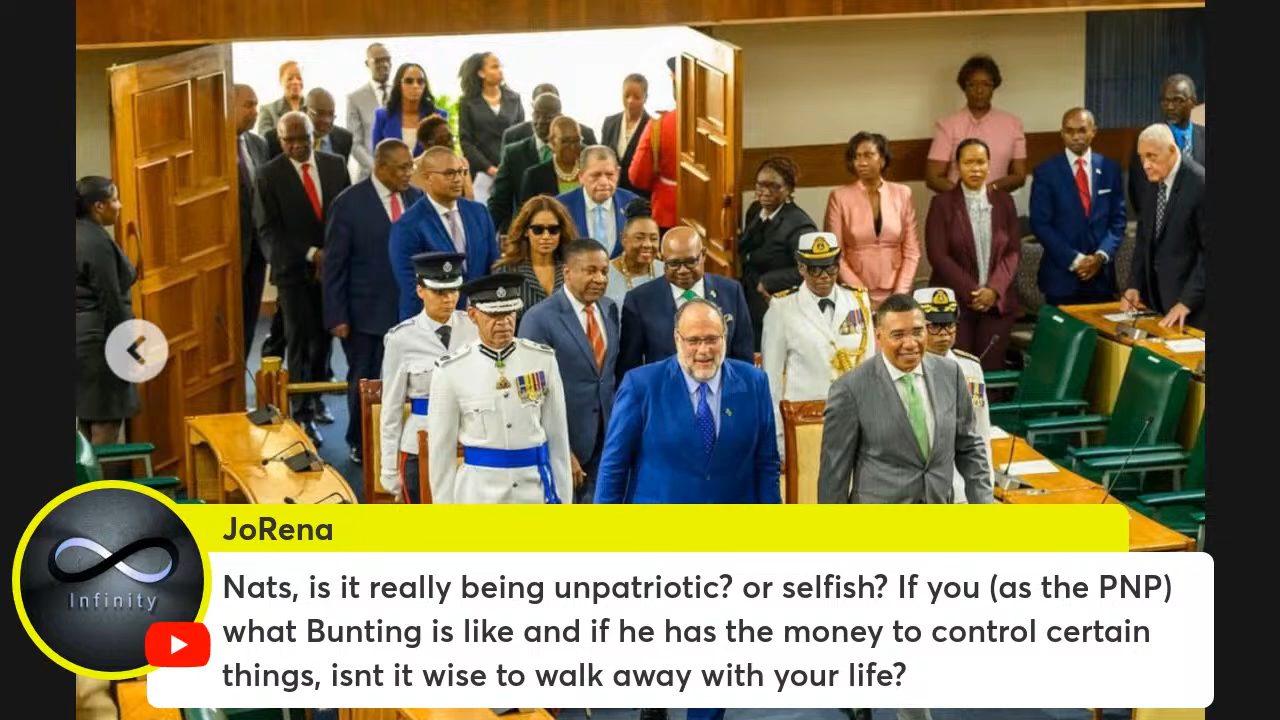 JoRena
Nats, is it really being unpatriotic? or selfish? If you (as the PNP)
what Bunting is like and if he has the money to control certain
things, isnt it wise to walk away with your life?
Infinity